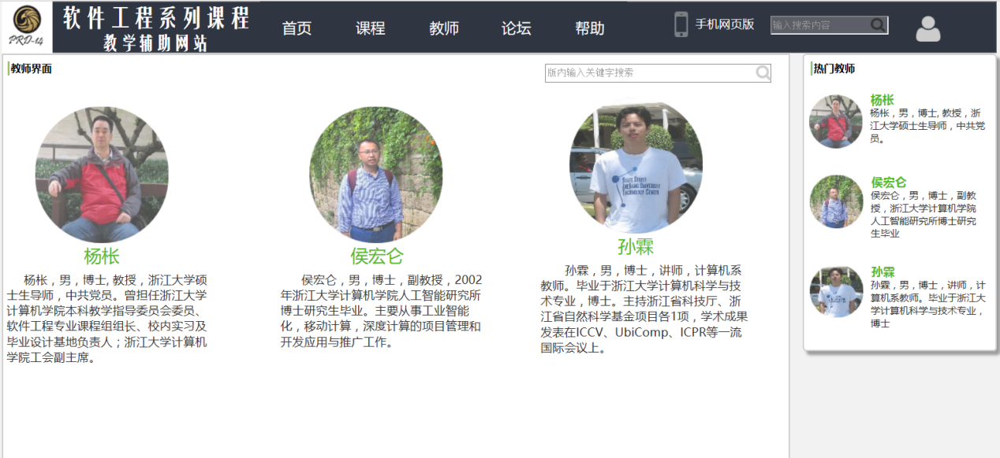 PRD-14
软件工程系列课程
教学辅助网站
首页 课程 教师 论坛 帮助
手机网页版
输入搜索内容
教师界面
版内输入关键字搜索
杨枨
杨枨，男，博士, 教授，浙江大学硕
士生导师，中共党员。曾担任浙江大学
计算机学院本科教学指导委员会委员、
软件工程专业课程组组长、校内实习及
毕业设计基地负责人；浙江大学计算机
学院工会副主席。
侯宏仑
侯宏仑，男，博士，副教授，2002
年浙江大学计算机学院人工智能研究所
博士研究生毕业。主要从事工业智能
化，移动计算，深度计算的项目管理和
开发应用与推广工作。
STATE STREET
ZHEJIANG UNIVERSITY
TECHNOLOGY CENTER
孙霖
孙霖，男，博士，讲师，计算机系
教师。毕业于浙江大学计算机科学与技
术专业，博士。主持浙江省科技厅、浙
江省自然科学基金项目各1项，学术成果
发表在ICCV、UbiComp、ICPR等一流
国际会议上。
热门教师
杨枨
杨枨，男，博士, 教授，浙
江大学硕士生导师，中共党
员。
侯宏仑
侯宏仑，男，博士，副教
授，浙江大学计算机学院
人工智能研究所博士研究
生毕业
孙霖
孙霖，男，博士，讲师，计
算机系教师。毕业于浙江大
学计算机科学与技术专业，
博士